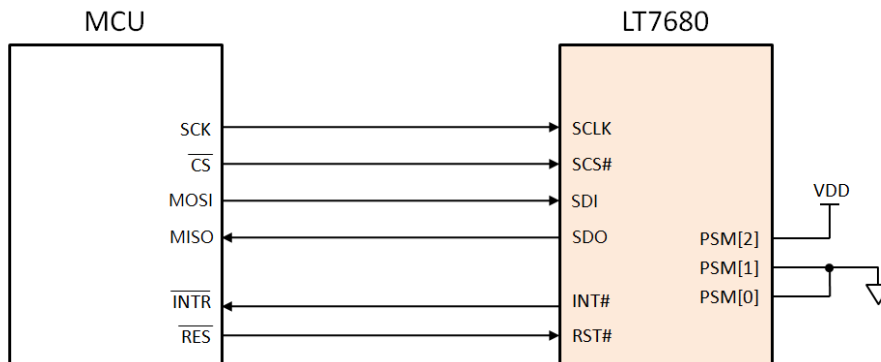 MCU
LT7680
SCK
SCLK
CS
SCS#
MOSI
SDI
VDD
MISO
SDO
PSM[2]
PSM[1]
INTR
INT#
PSM[0]
RES
RST#